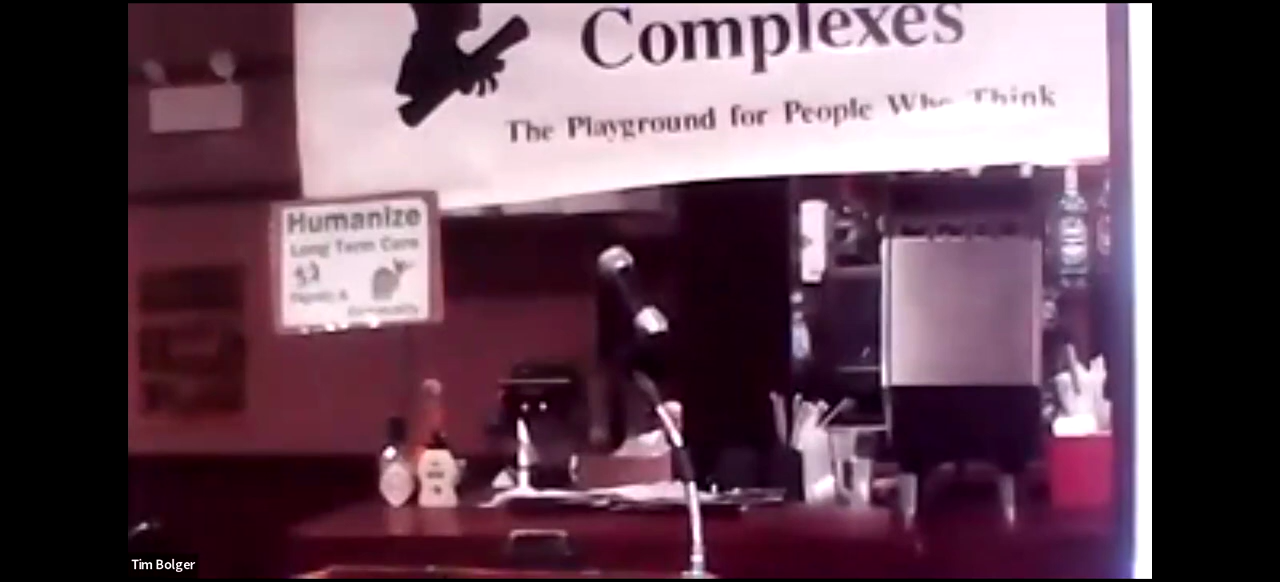 Complexes
The Playground for People Who Think
Humanize
Long Term Care
Tim Bolger